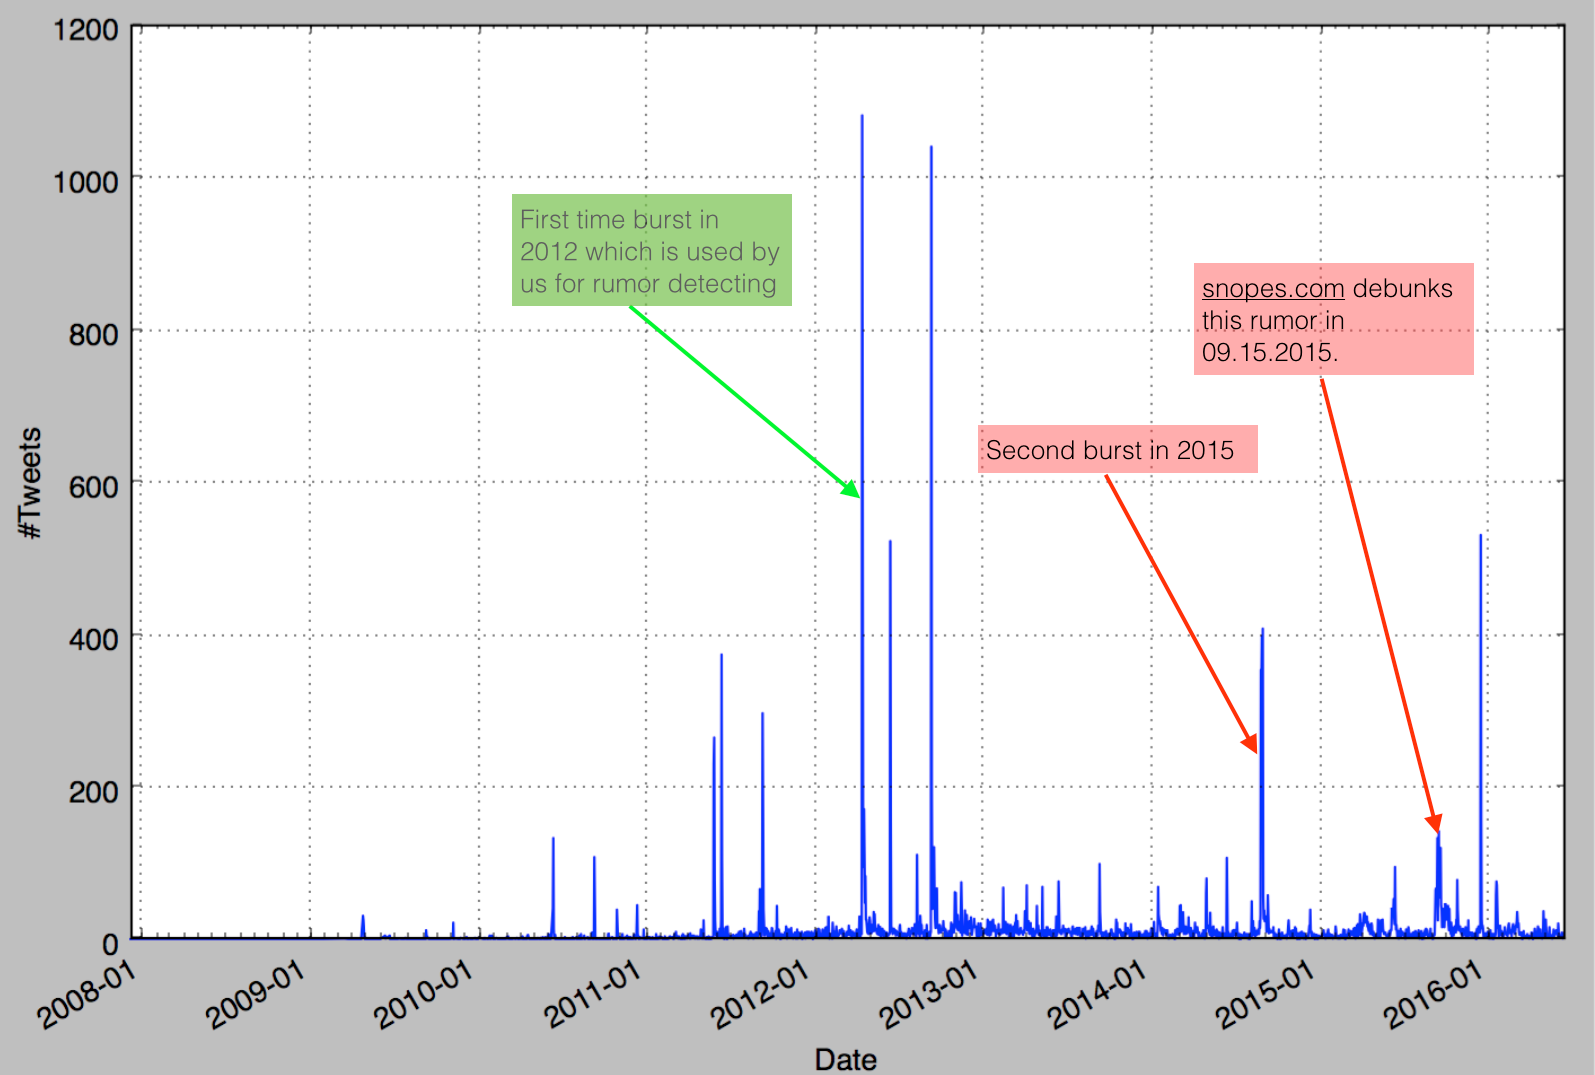 1200
1000
800
600
400
200
0
#Tweets
First time burst in
2012 which is used by
us for rumor detecting
snopes.com debunks
this rumor in
09.15.2015.
Second burst in 2015
2008-01
2009-01
2010-01
2011-01
2012-01
2013-01
2014-01
2015-01
2016-01
Date